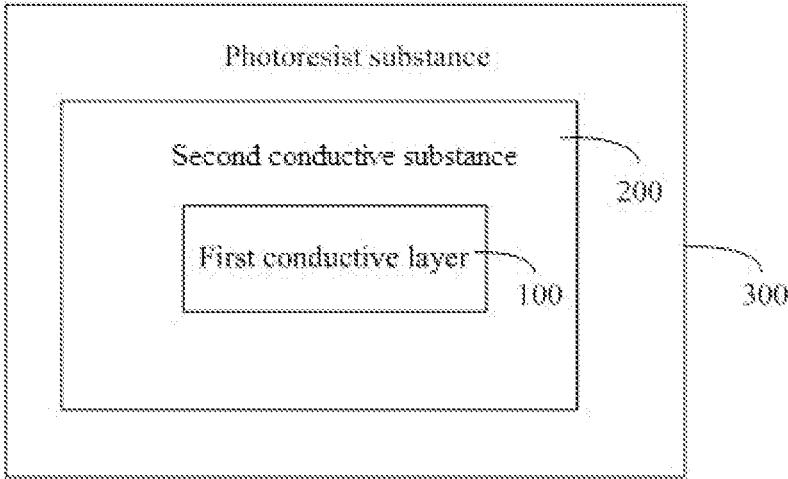 Photoresist substance
Second conductive substance
200
First conductive layer
100
300